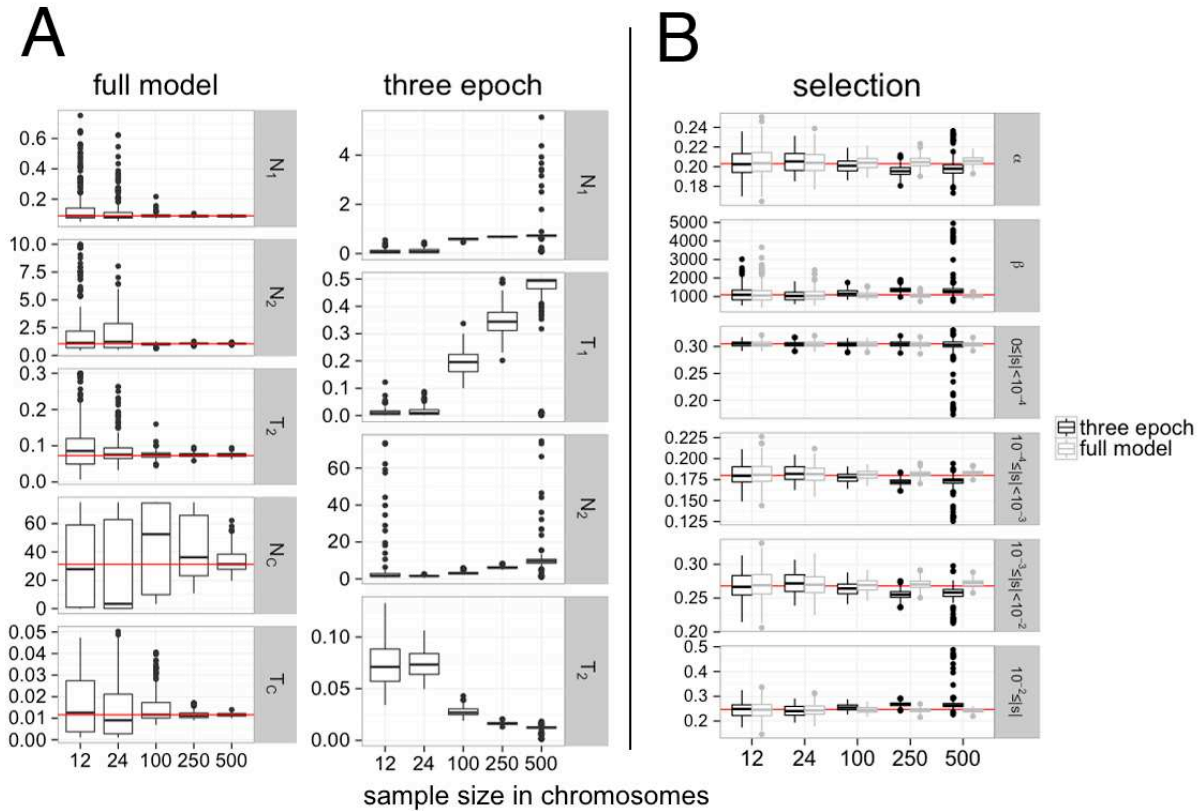 A
B
full model
three epoch
selection
0.6
0.4
0.2
N1
10.0
7.5
5.0
2.5
0.0
N2
0.3
0.2
0.1
0.0
T2
60
40
20
0
NC
0.05
0.04
0.03
0.02
0.01
0.00
TC
12 24 100 250 500
4
2
0
N1
0.5
0.4
0.3
0.2
0.1
0.0
T1
60
40
20
0
N2
0.10
0.05
0.00
T2
12 24 100 250 500
0.24
0.22
0.20
0.18
α
5000
4000
3000
2000
1000
β
0.30
0.25
0.20
0≤|s|<10⁻⁴
0.225
0.200
0.175
0.150
0.125
10⁻⁴≤|s|<10⁻³
0.30
0.25
0.20
10⁻³≤|s|<10⁻²
0.5
0.4
0.3
0.2
10⁻²≤|s|
12 24 100 250 500
three epoch
full model
sample size in chromosomes